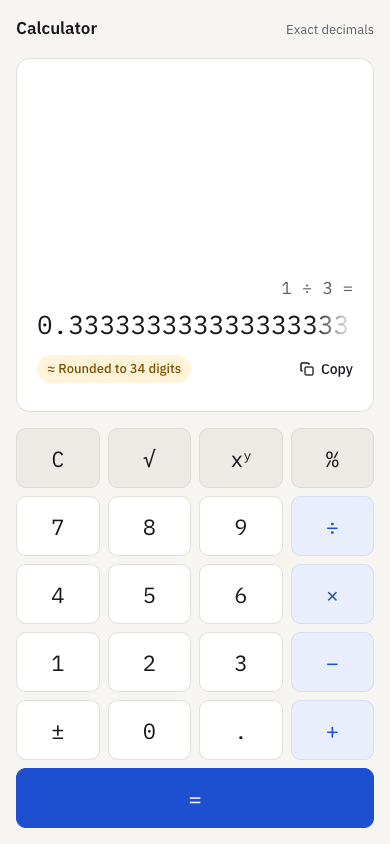 Calculator
Exact decimals
1 ÷ 3 =
0.33333333333333333
≈ Rounded to 34 digits
Copy
C √ xʸ %
7 8 9 ÷
4 5 6 ×
1 2 3 −
± 0 . +
=